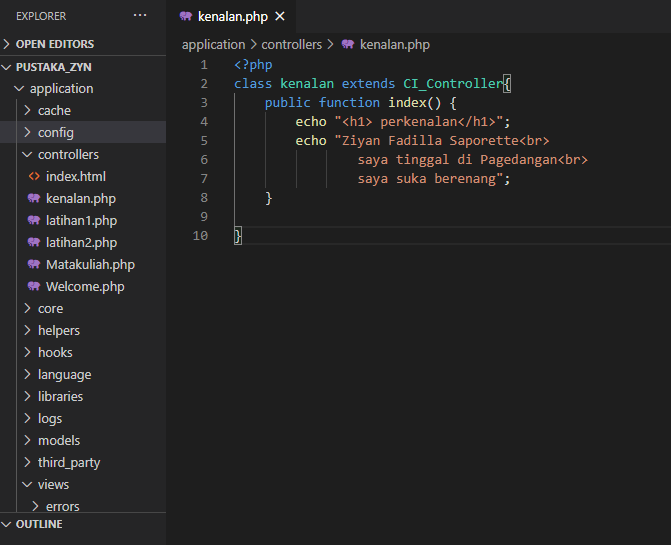 EXPLORER
OPEN EDITORS
PUSTAKA_ZYN
application
cache
config
controllers
index.html
kenalan.php
latihan1.php
latihan2.php
Matakuliah.php
Welcome.php
core
helpers
hooks
language
libraries
logs
models
third_party
views
errors
OUTLINE
kenalan.php
application > controllers > kenalan.php
1 <?php
2 class kenalan extends CI_Controller{
3 public function index() {
4 echo "<h1> perkenalan</h1>";
5 echo "Ziyan Fadilla Saporette<br>
6 saya tinggal di Pagedangan<br>
7 saya suka berenang";
8 }
9
10 }